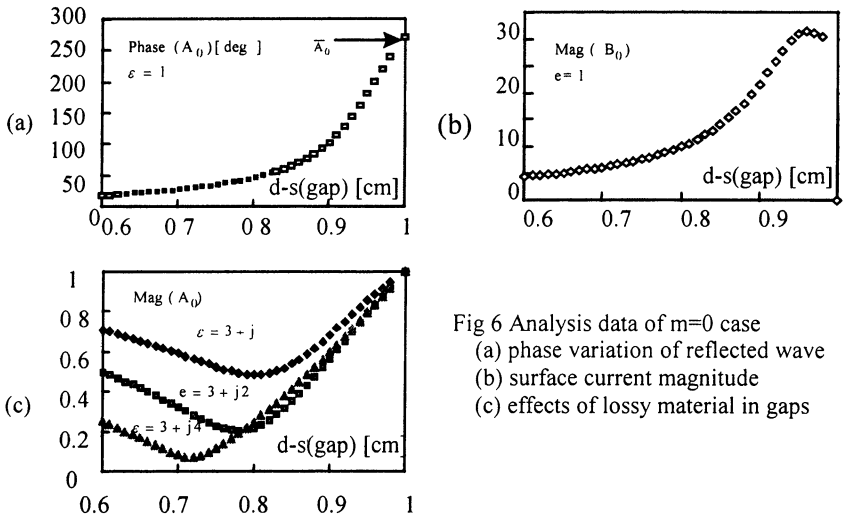 (a)
300
250
200
150
100
50
0
Phase (A₀) [deg]
ε = 1
A̅₀
d-s(gap) [cm]
0.6 0.7 0.8 0.9 1
(b)
30
20
10
0
Mag ( B₀)
e= 1
d-s(gap) [cm]
0.6 0.7 0.8 0.9
(c)
1
0 8
0.6
0.4
0.2
0
Mag (A₀)
ε = 3 + j
e = 3 + j2
ε = 3 + j4
d-s(gap) [cm]
0.6 0.7 0.8 0.9 1
Fig 6 Analysis data of m=0 case
(a) phase variation of reflected wave
(b) surface current magnitude
(c) effects of lossy material in gaps